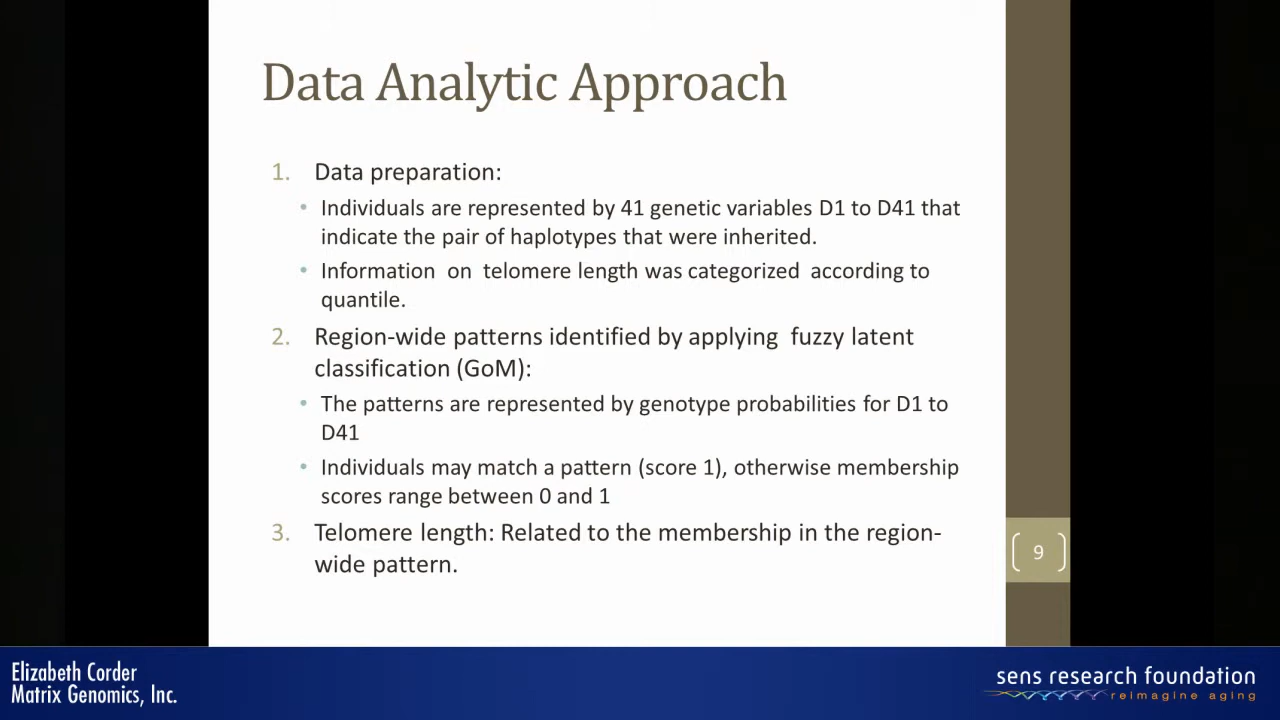 Data Analytic Approach
1. Data preparation:
• Individuals are represented by 41 genetic variables D1 to D41 that
indicate the pair of haplotypes that were inherited.
• Information on telomere length was categorized according to
quantile.
2. Region-wide patterns identified by applying fuzzy latent
classification (GoM):
• The patterns are represented by genotype probabilities for D1 to
D41
• Individuals may match a pattern (score 1), otherwise membership
scores range between 0 and 1
3. Telomere length: Related to the membership in the region-
wide pattern.
9
Elizabeth Corder
Matrix Genomics, Inc.
sens research foundation
reimagine aging